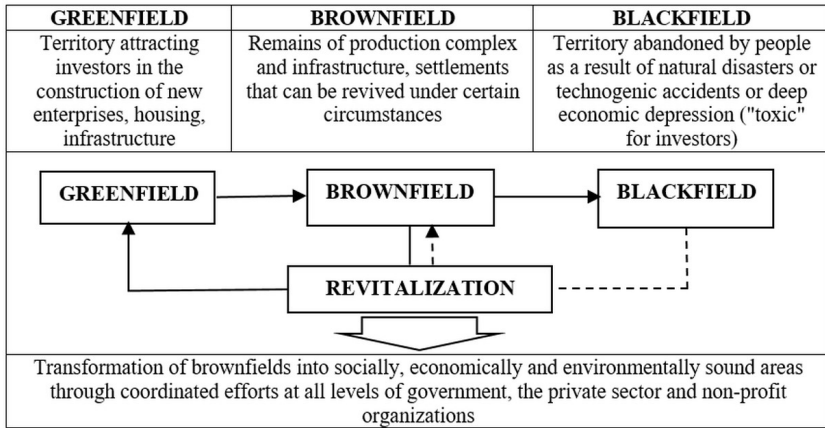 GREENFIELD
Territory attracting
investors in the
construction of new
enterprises, housing,
infrastructure
BROWNFIELD
Remains of production complex
and infrastructure, settlements
that can be revived under certain
circumstances
BLACKFIELD
Territory abandoned by people
as a result of natural disasters or
technogenic accidents or deep
economic depression ("toxic"
for investors)
GREENFIELD
BROWNFIELD
BLACKFIELD
REVITALIZATION
Transformation of brownfields into socially, economically and environmentally sound areas
through coordinated efforts at all levels of government, the private sector and non-profit
organizations